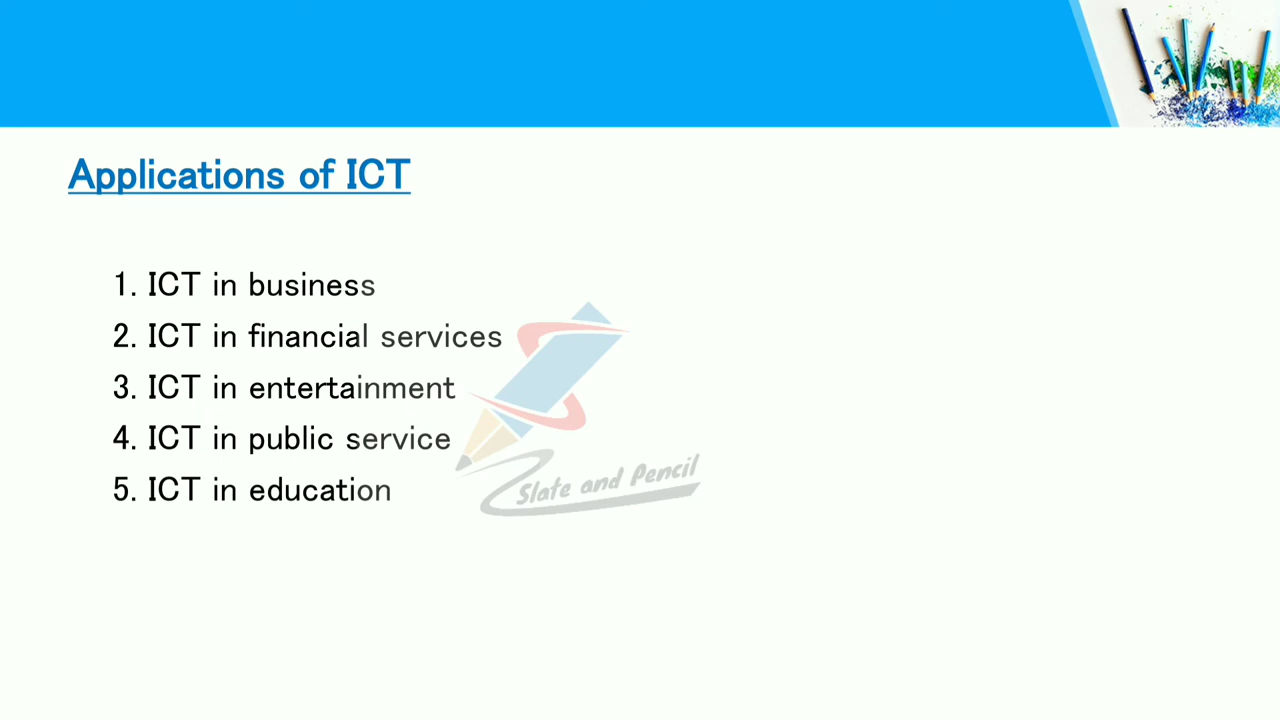 Applications of ICT
1. ICT in business
2. ICT in financial services
3. ICT in entertainment
4. ICT in public service
5. ICT in education
Slate and Pencil